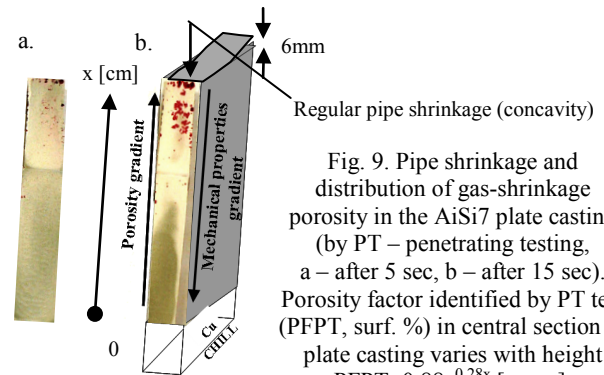 a.
b.
6mm
x [cm]
Regular pipe shrinkage (concavity)
Porosity gradient
Mechanical properties
gradient
0
Cu
CHILL
Fig. 9. Pipe shrinkage and
distribution of gas-shrinkage
porosity in the AiSi7 plate castin
(by PT – penetrating testing,
a – after 5 sec, b – after 15 sec).
Porosity factor identified by PT te
(PFPT, surf. %) in central section
plate casting varies with height